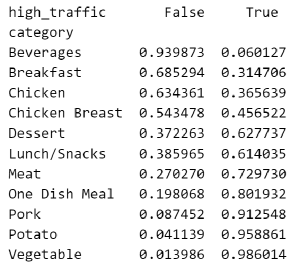 high_traffic False True
category
Beverages 0.939873 0.060127
Breakfast 0.685294 0.314706
Chicken 0.634361 0.365639
Chicken Breast 0.543478 0.456522
Dessert 0.372263 0.627737
Lunch/Snacks 0.385965 0.614035
Meat 0.270270 0.729730
One Dish Meal 0.198068 0.801932
Pork 0.087452 0.912548
Potato 0.041139 0.958861
Vegetable 0.013986 0.986014